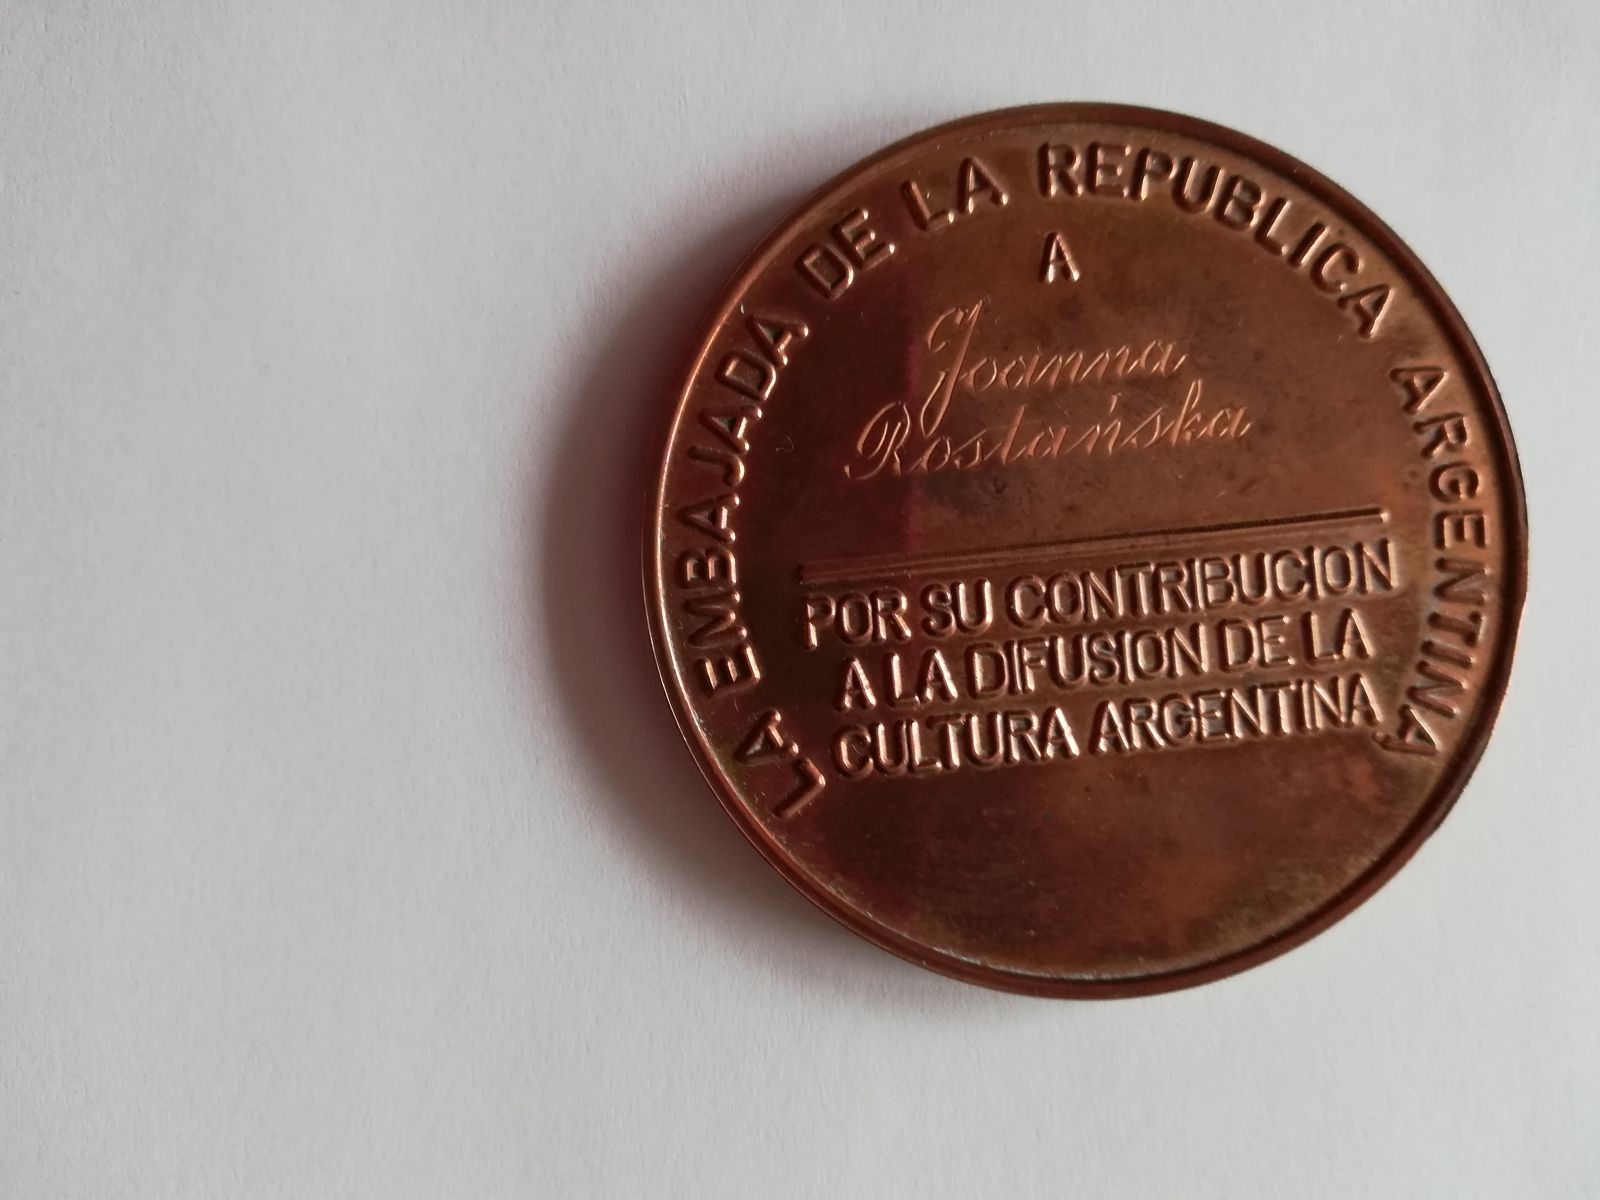 LA EMBAJADA DE LA REPUBLICA ARGENTINA
A
Joanna
Rostańska
POR SU CONTRIBUCION
A LA DIFUSION DE LA
CULTURA ARGENTINA